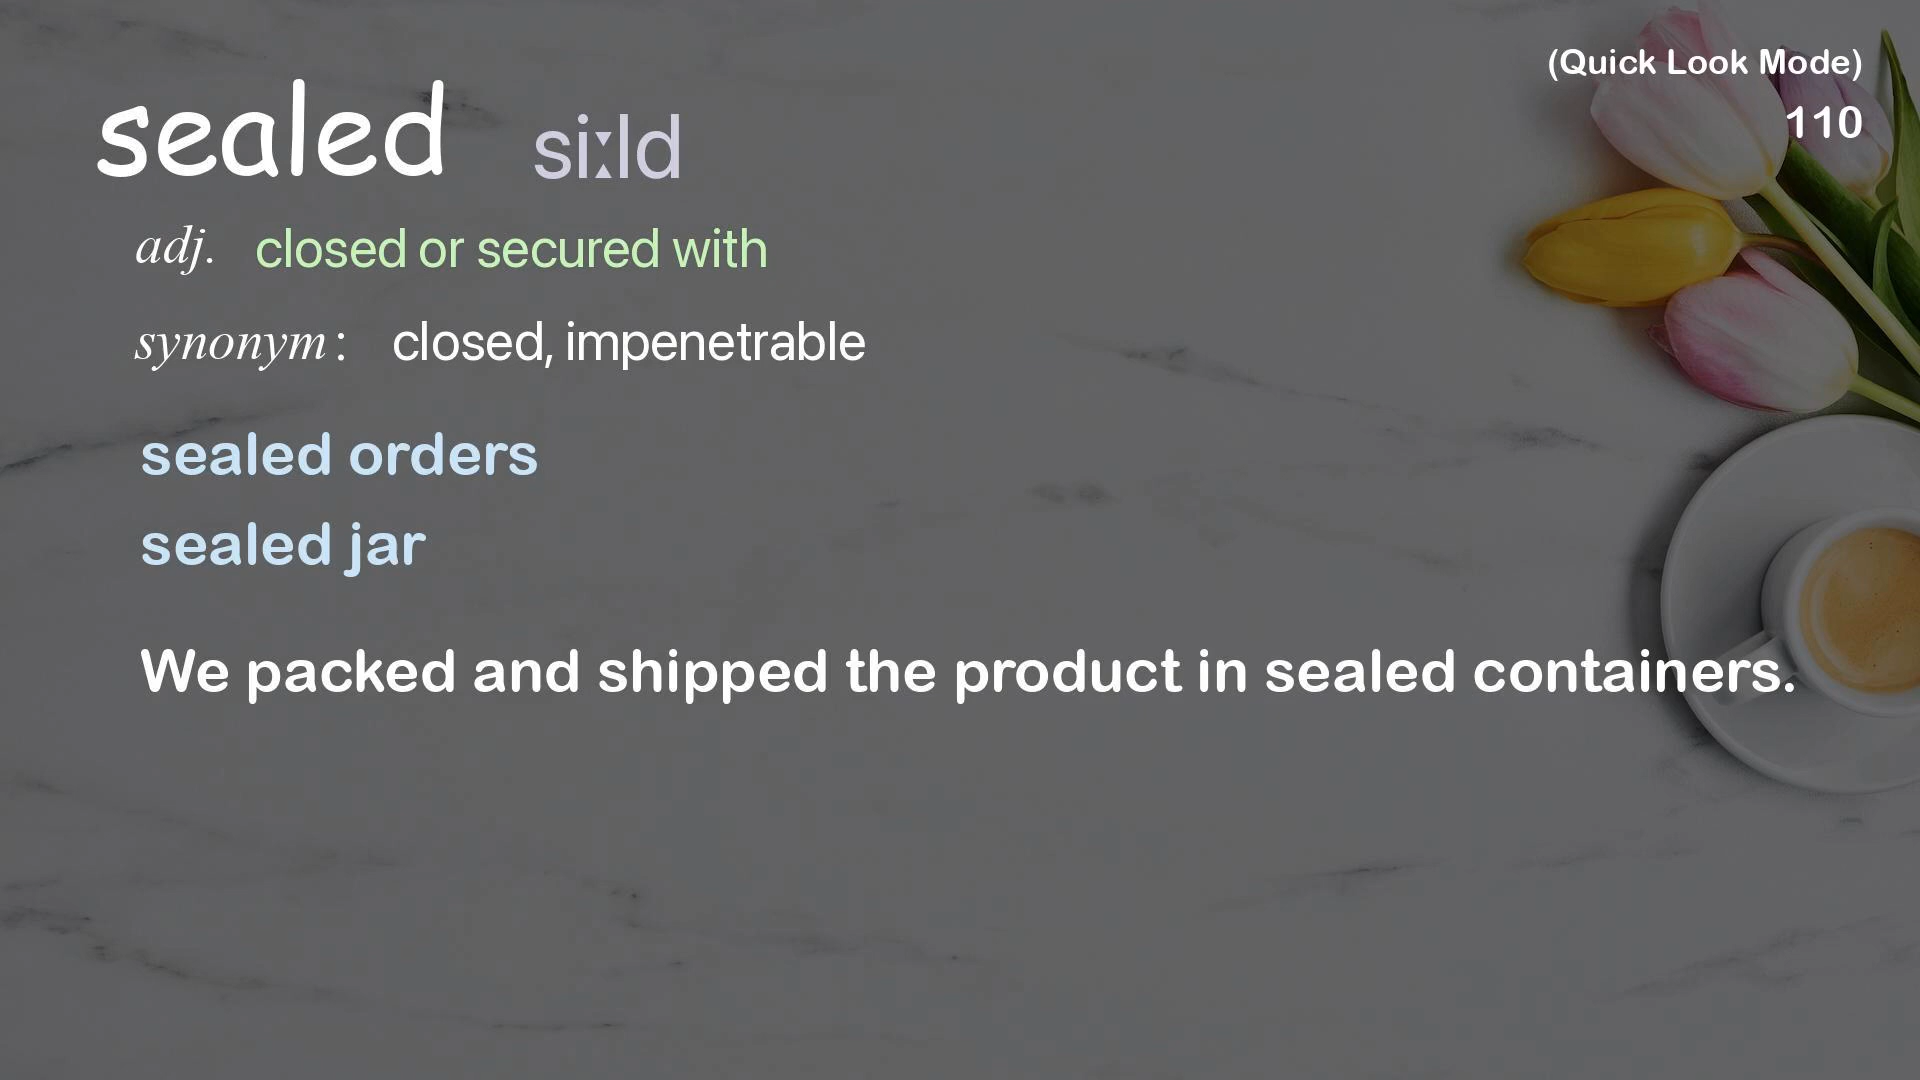 (Quick Look Mode)
110
sealed siːld
adj. closed or secured with
synonym: closed, impenetrable
sealed orders
sealed jar
We packed and shipped the product in sealed containers.